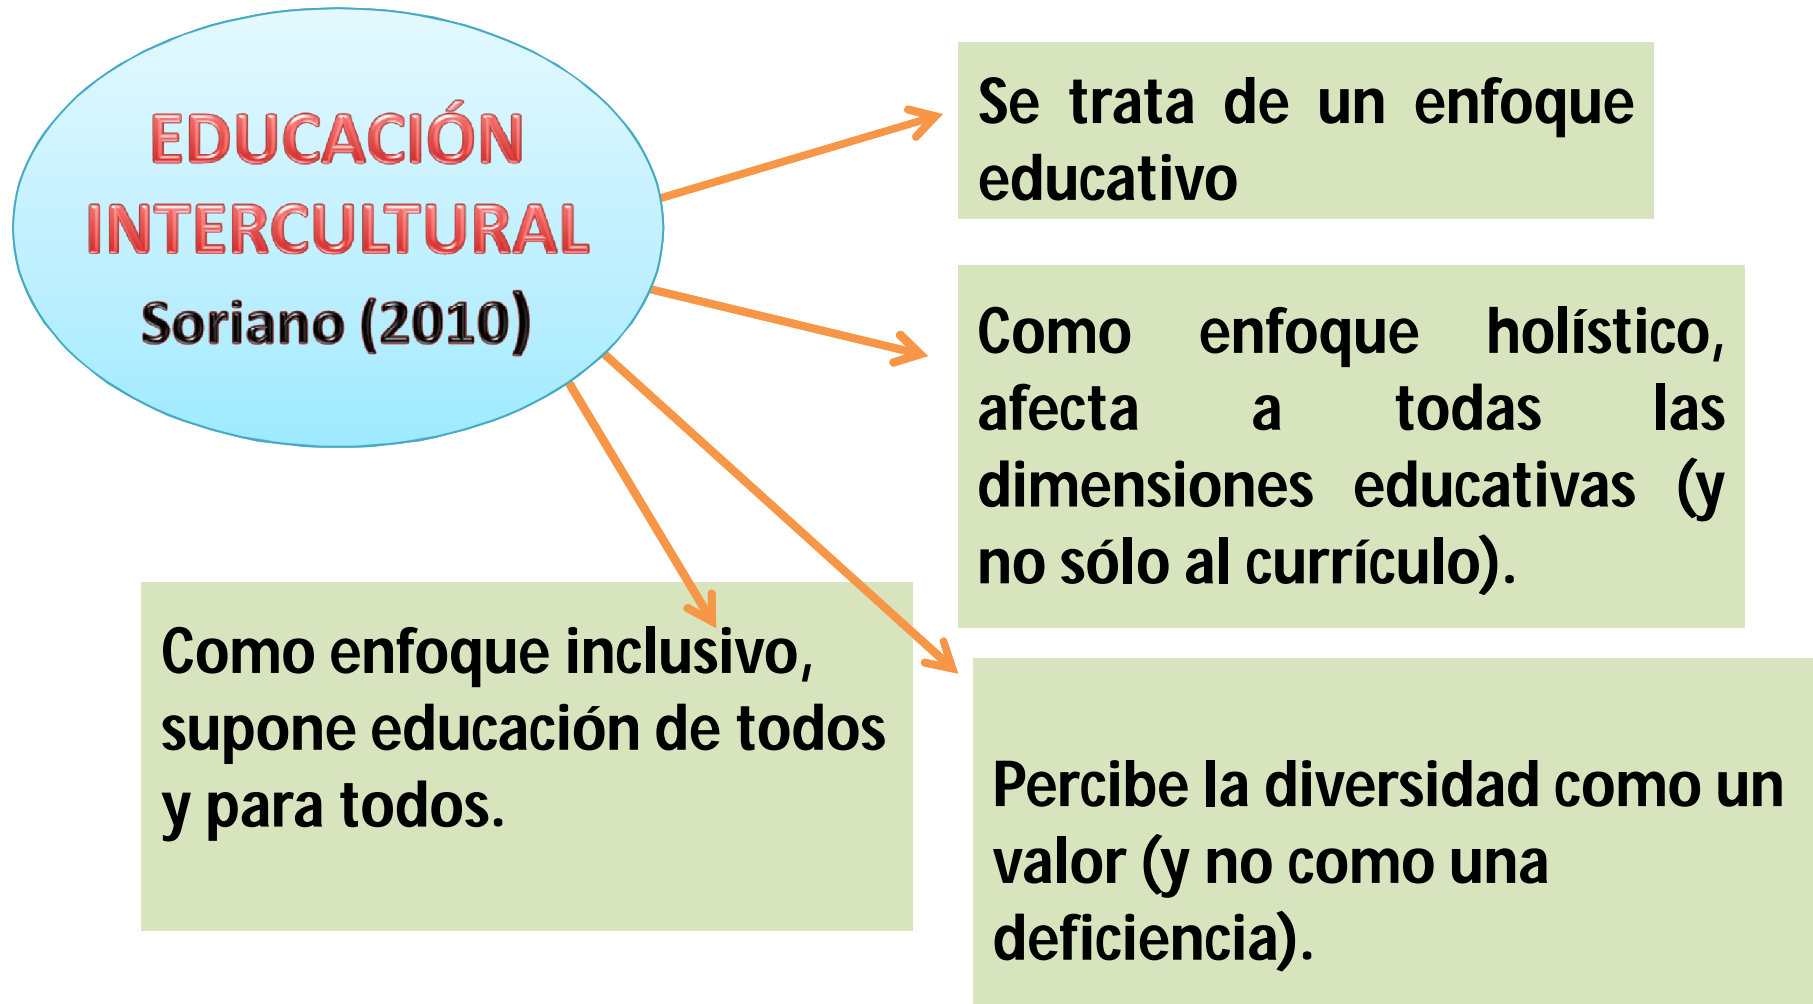 EDUCACIÓN
INTERCULTURAL
Soriano (2010)
Se trata de un enfoque
educativo
Como enfoque holístico,
afecta a todas las
dimensiones educativas (y
no sólo al currículo).
Como enfoque inclusivo,
supone educación de todos
y para todos.
Percibe la diversidad como un
valor (y no como una
deficiencia).